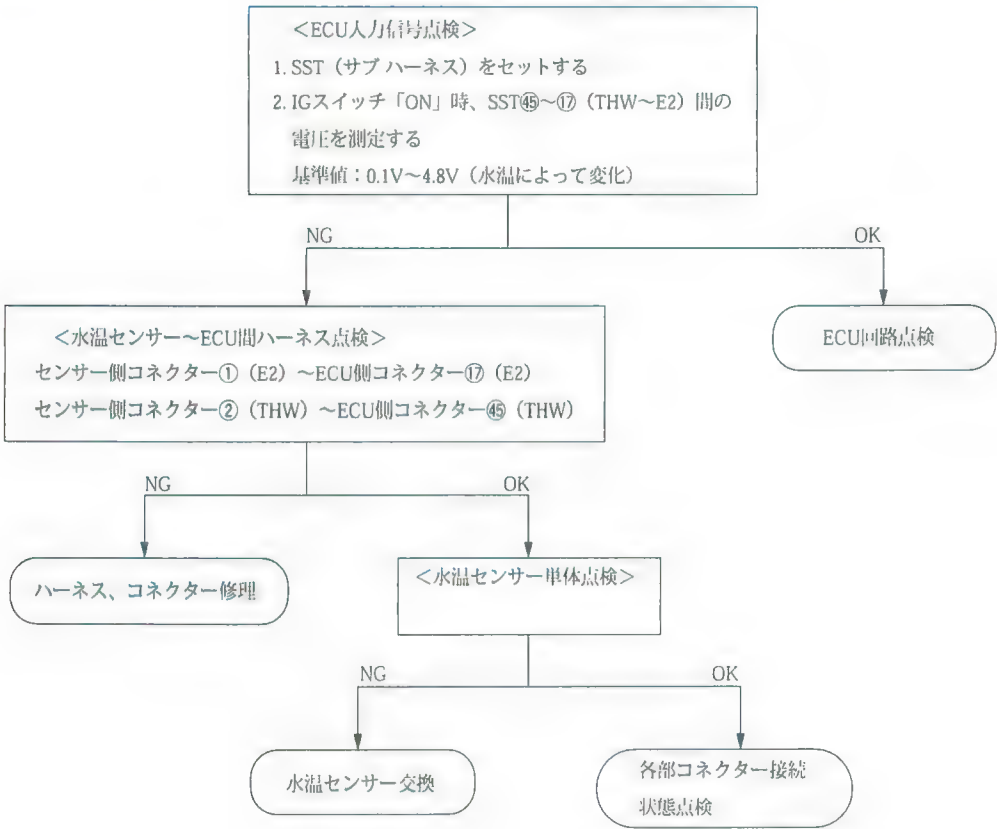 ＜ECU入力信号点検＞
1. SST（サブ ハーネス）をセットする
2. IGスイッチ「ON」時、SST㊺～⑰（THW～E2）間の
電圧を測定する
基準値：0.1V～4.8V（水温によって変化）
NG
OK
＜水温センサー～ECU間ハーネス点検＞
センサー側コネクター①（E2）～ECU側コネクター⑰（E2）
センサー側コネクター②（THW）～ECU側コネクター㊺（THW）
ECU回路点検
NG
OK
ハーネス、コネクター修理
＜水温センサー単体点検＞
NG
OK
水温センサー交換
各部コネクター接続
状態点検